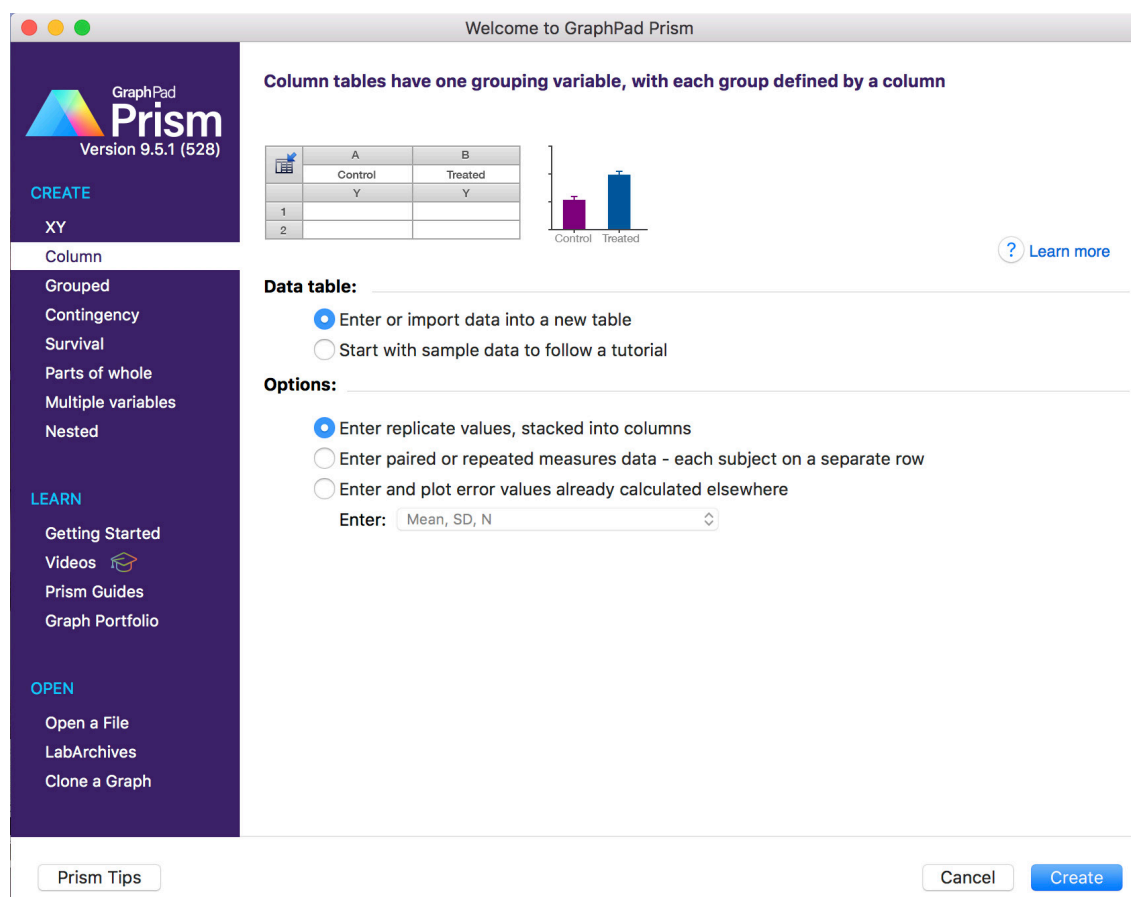 Welcome to GraphPad Prism
GraphPad
Prism
Version 9.5.1 (528)
CREATE
XY
Column
Grouped
Contingency
Survival
Parts of whole
Multiple variables
Nested
LEARN
Getting Started
Videos
Prism Guides
Graph Portfolio
OPEN
Open a File
LabArchives
Clone a Graph
Column tables have one grouping variable, with each group defined by a column
A B
Control Treated
Y Y
1
2
Control Treated
? Learn more
Data table:
Enter or import data into a new table
Start with sample data to follow a tutorial
Options:
Enter replicate values, stacked into columns
Enter paired or repeated measures data - each subject on a separate row
Enter and plot error values already calculated elsewhere
Enter: Mean, SD, N
Prism Tips
Cancel
Create